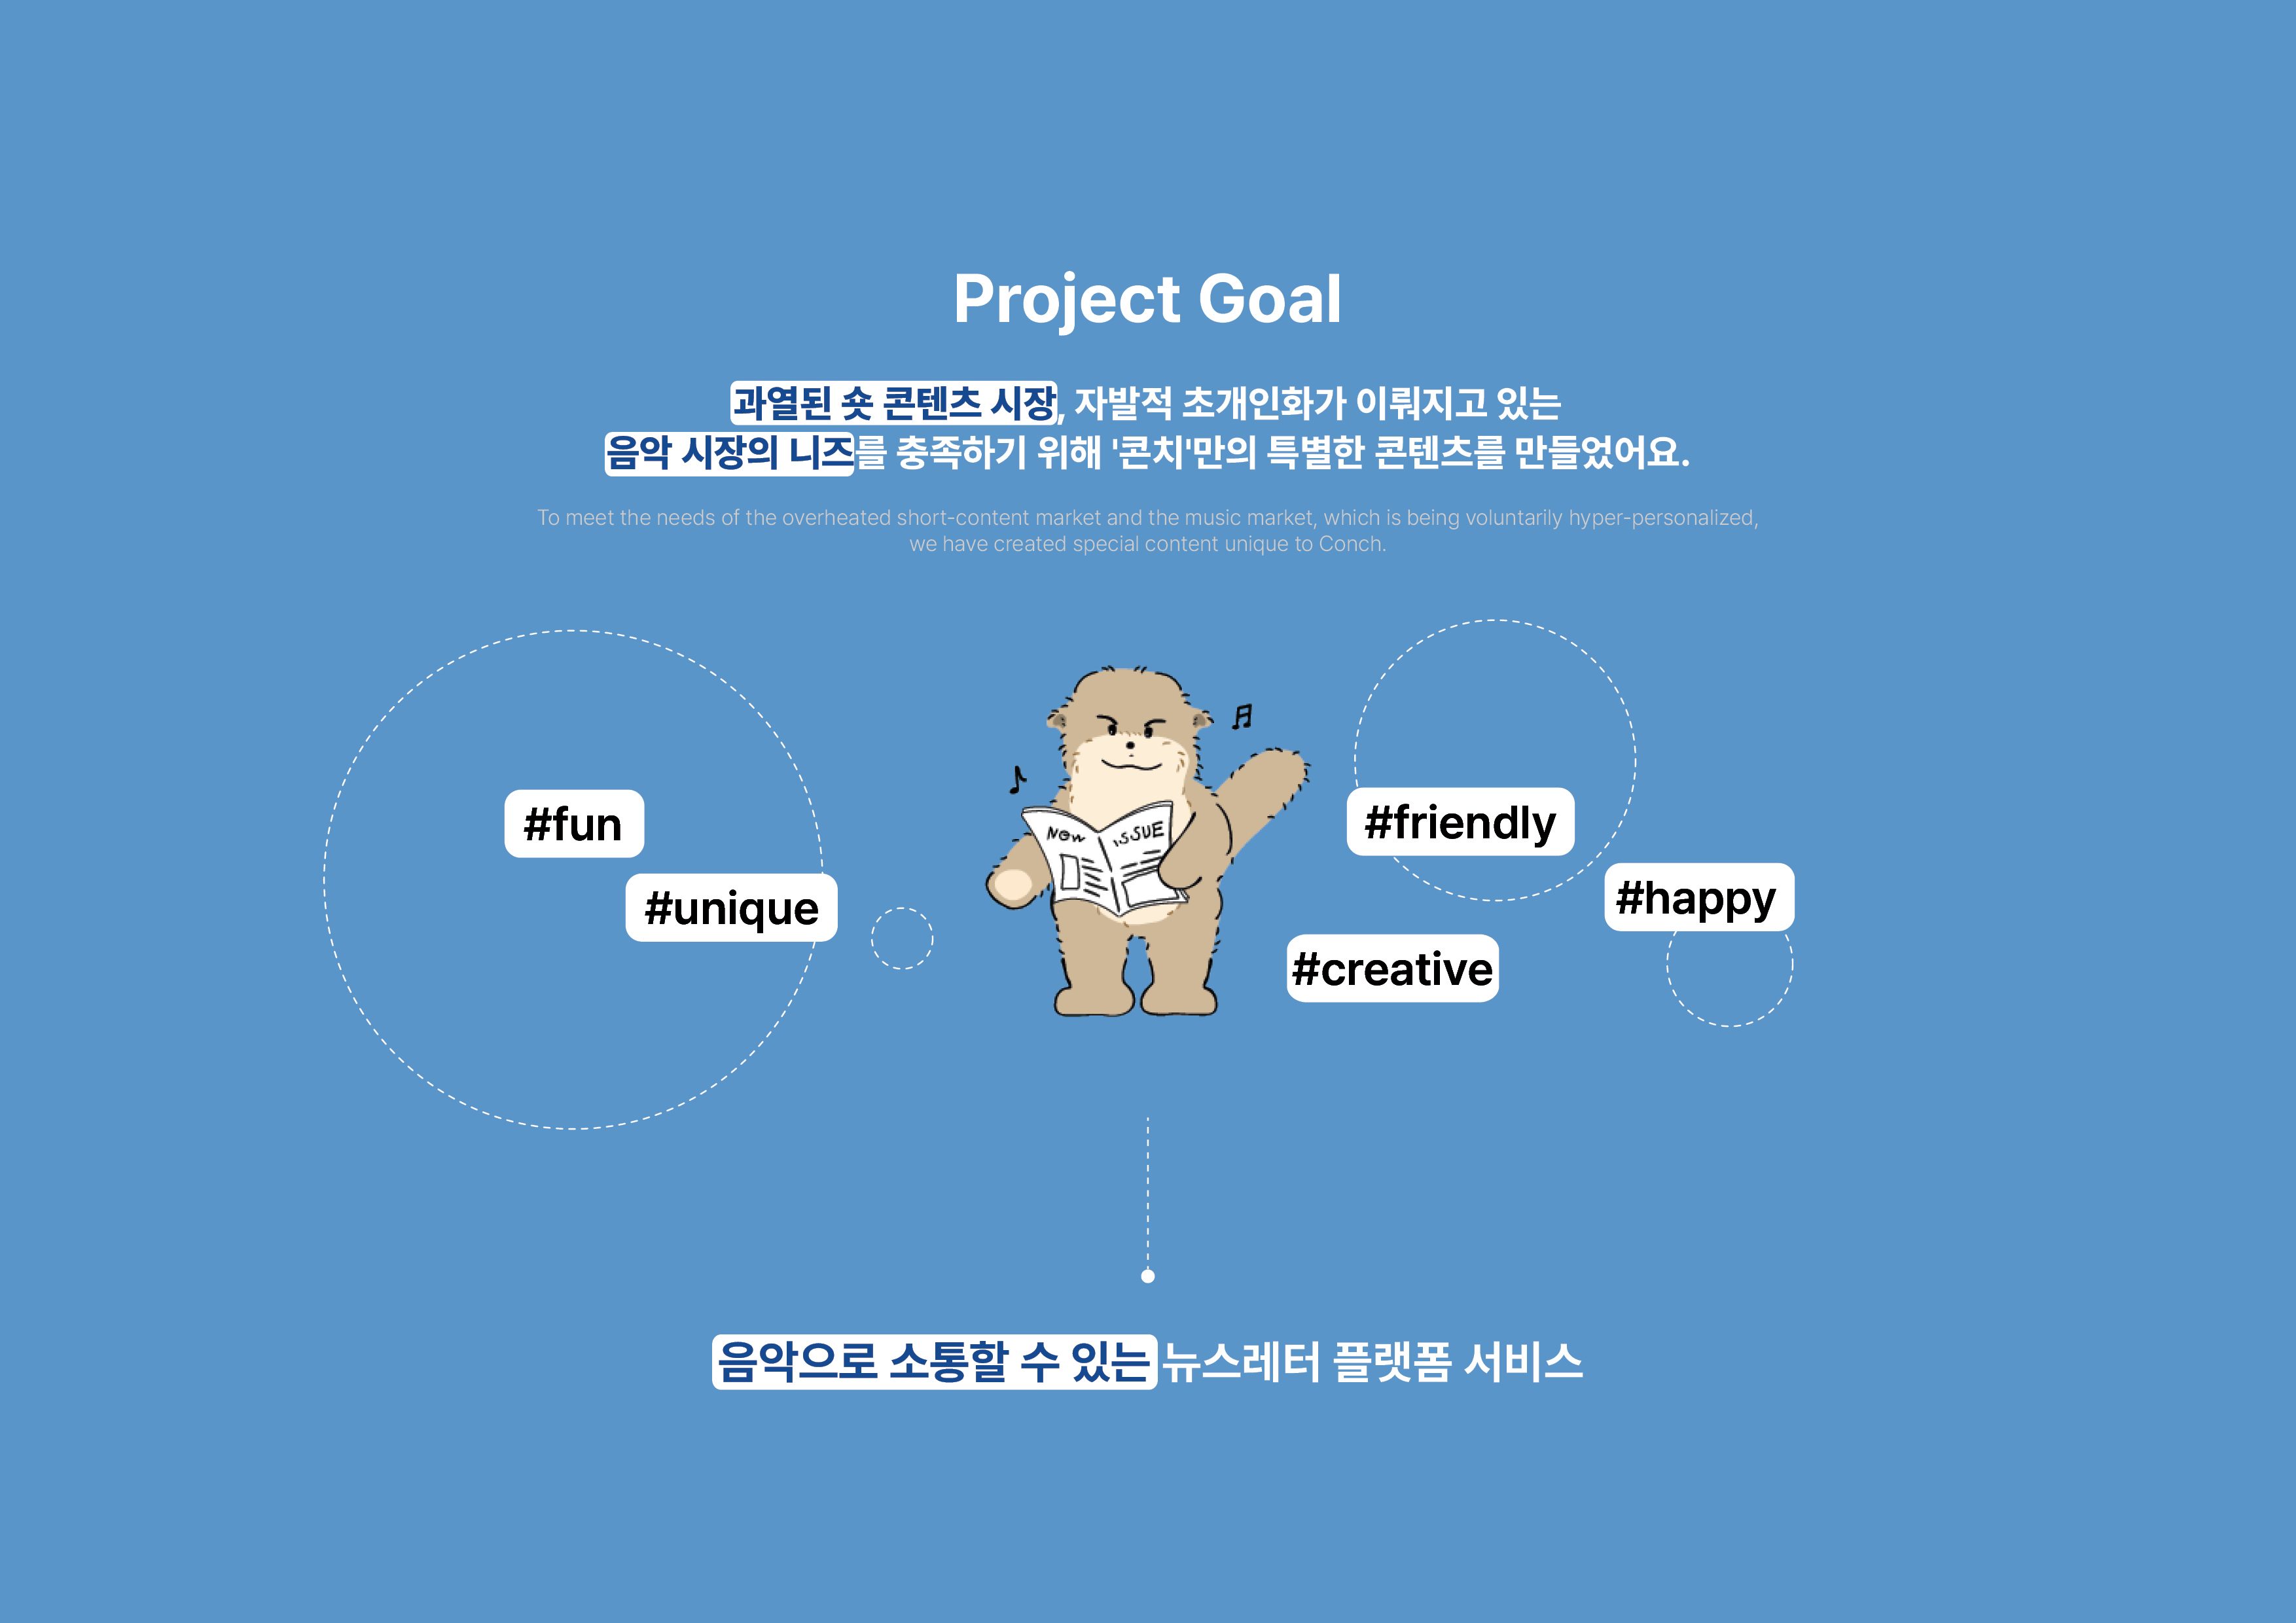 Project Goal
과열된 숏 콘텐츠 시장, 자발적 초개인화가 이뤄지고 있는
음악 시장의 니즈를 충족하기 위해 '콘치'만의 특별한 콘텐츠를 만들었어요.
To meet the needs of the overheated short-content market and the music market, which is being voluntarily hyper-personalized,
we have created special content unique to Conch.
#fun
#unique
NEW ISSUE
#friendly
#happy
#creative
음악으로 소통할 수 있는 뉴스레터 플랫폼 서비스